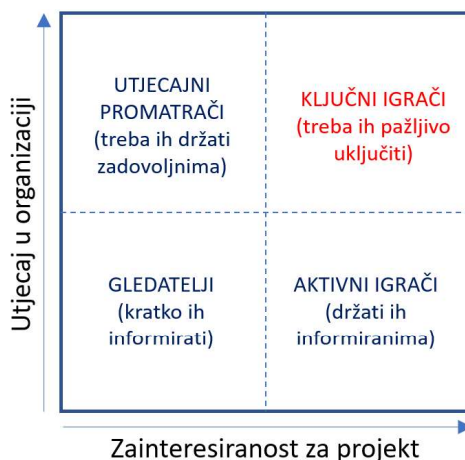 Utjecaj u organizaciji
UTJECAJNI
PROMATRAČI
(treba ih držati
zadovoljnima)
KLJUČNI IGRAČI
(treba ih pažljivo
uključiti)
GLEDATELJI
(kratko ih
informirati)
AKTIVNI IGRAČI
(držati ih
informiranima)
Zainteresiranost za projekt